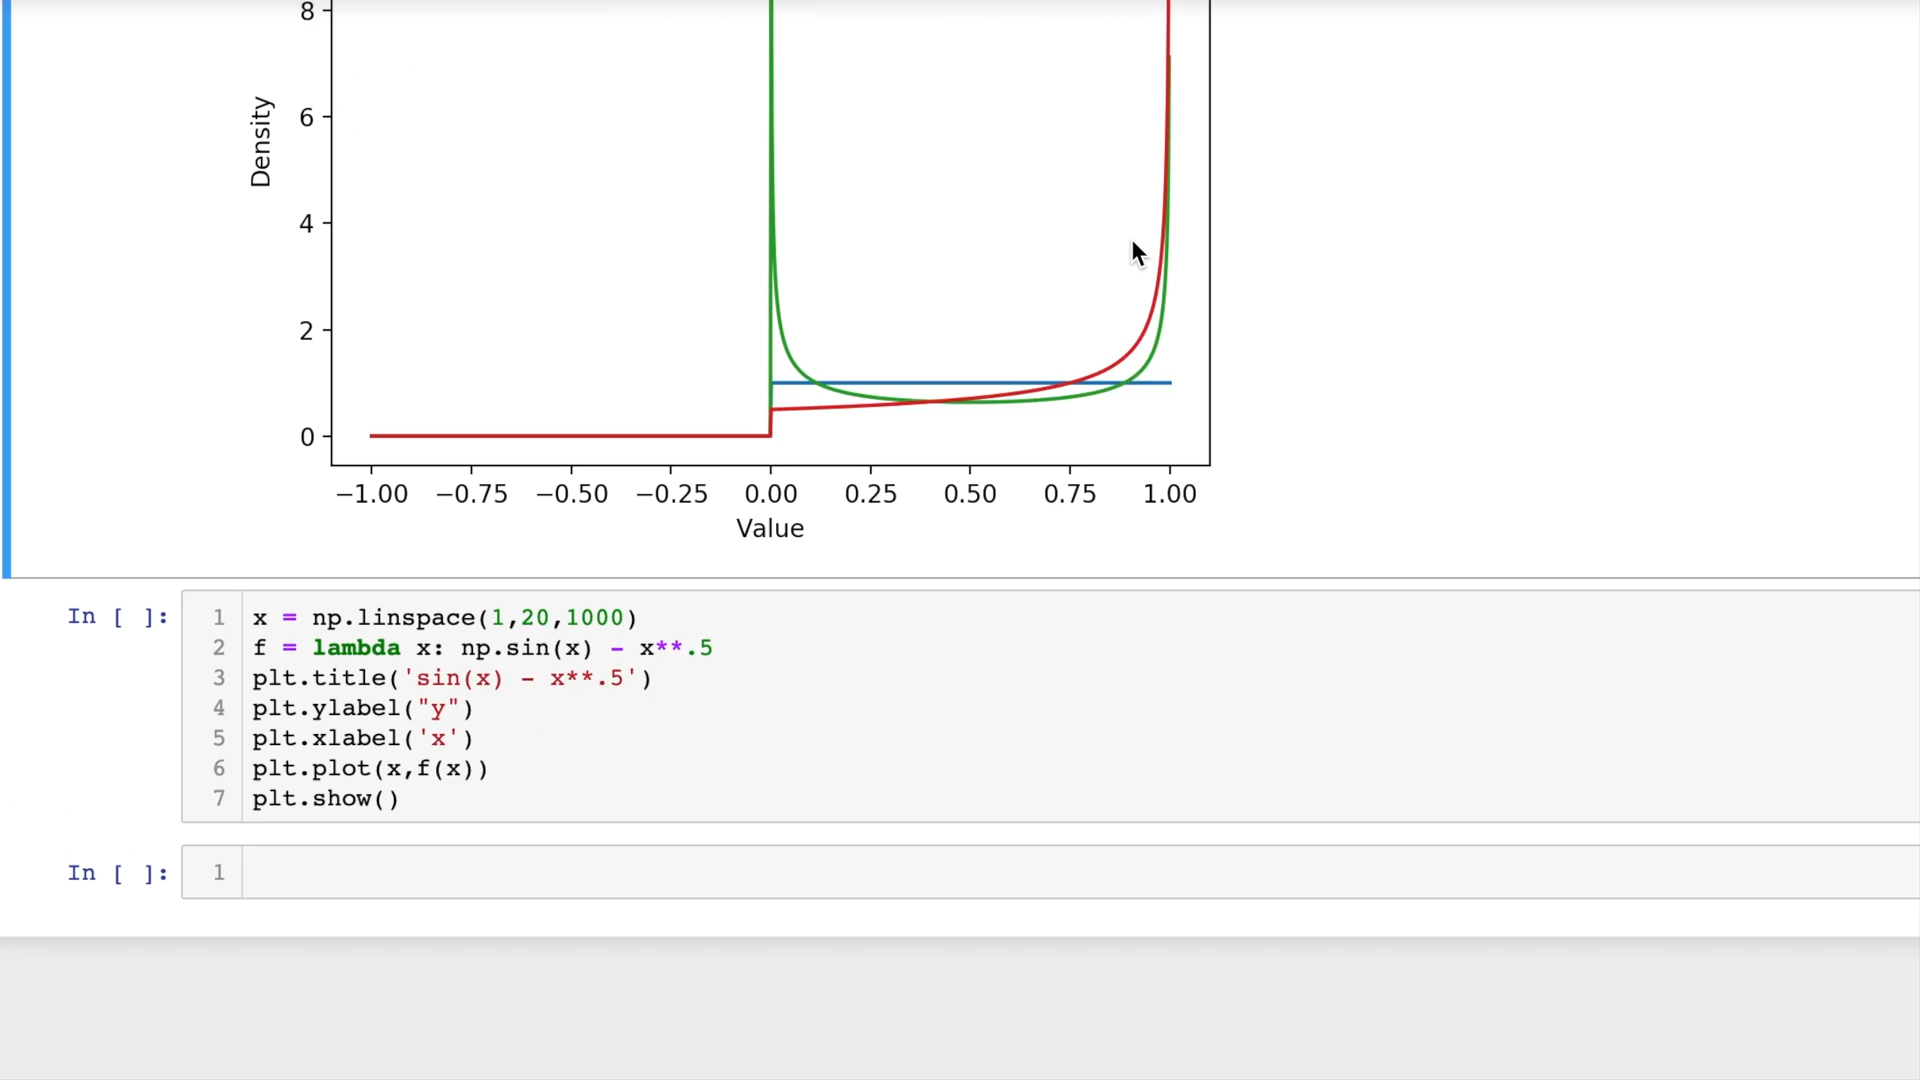 8
6
4
2
0
Density
−1.00 −0.75 −0.50 −0.25 0.00 0.25 0.50 0.75 1.00
Value
In [ ]:
1 x = np.linspace(1,20,1000)
2 f = lambda x: np.sin(x) - x**.5
3 plt.title('sin(x) - x**.5')
4 plt.ylabel("y")
5 plt.xlabel('x')
6 plt.plot(x,f(x))
7 plt.show()
In [ ]:
1